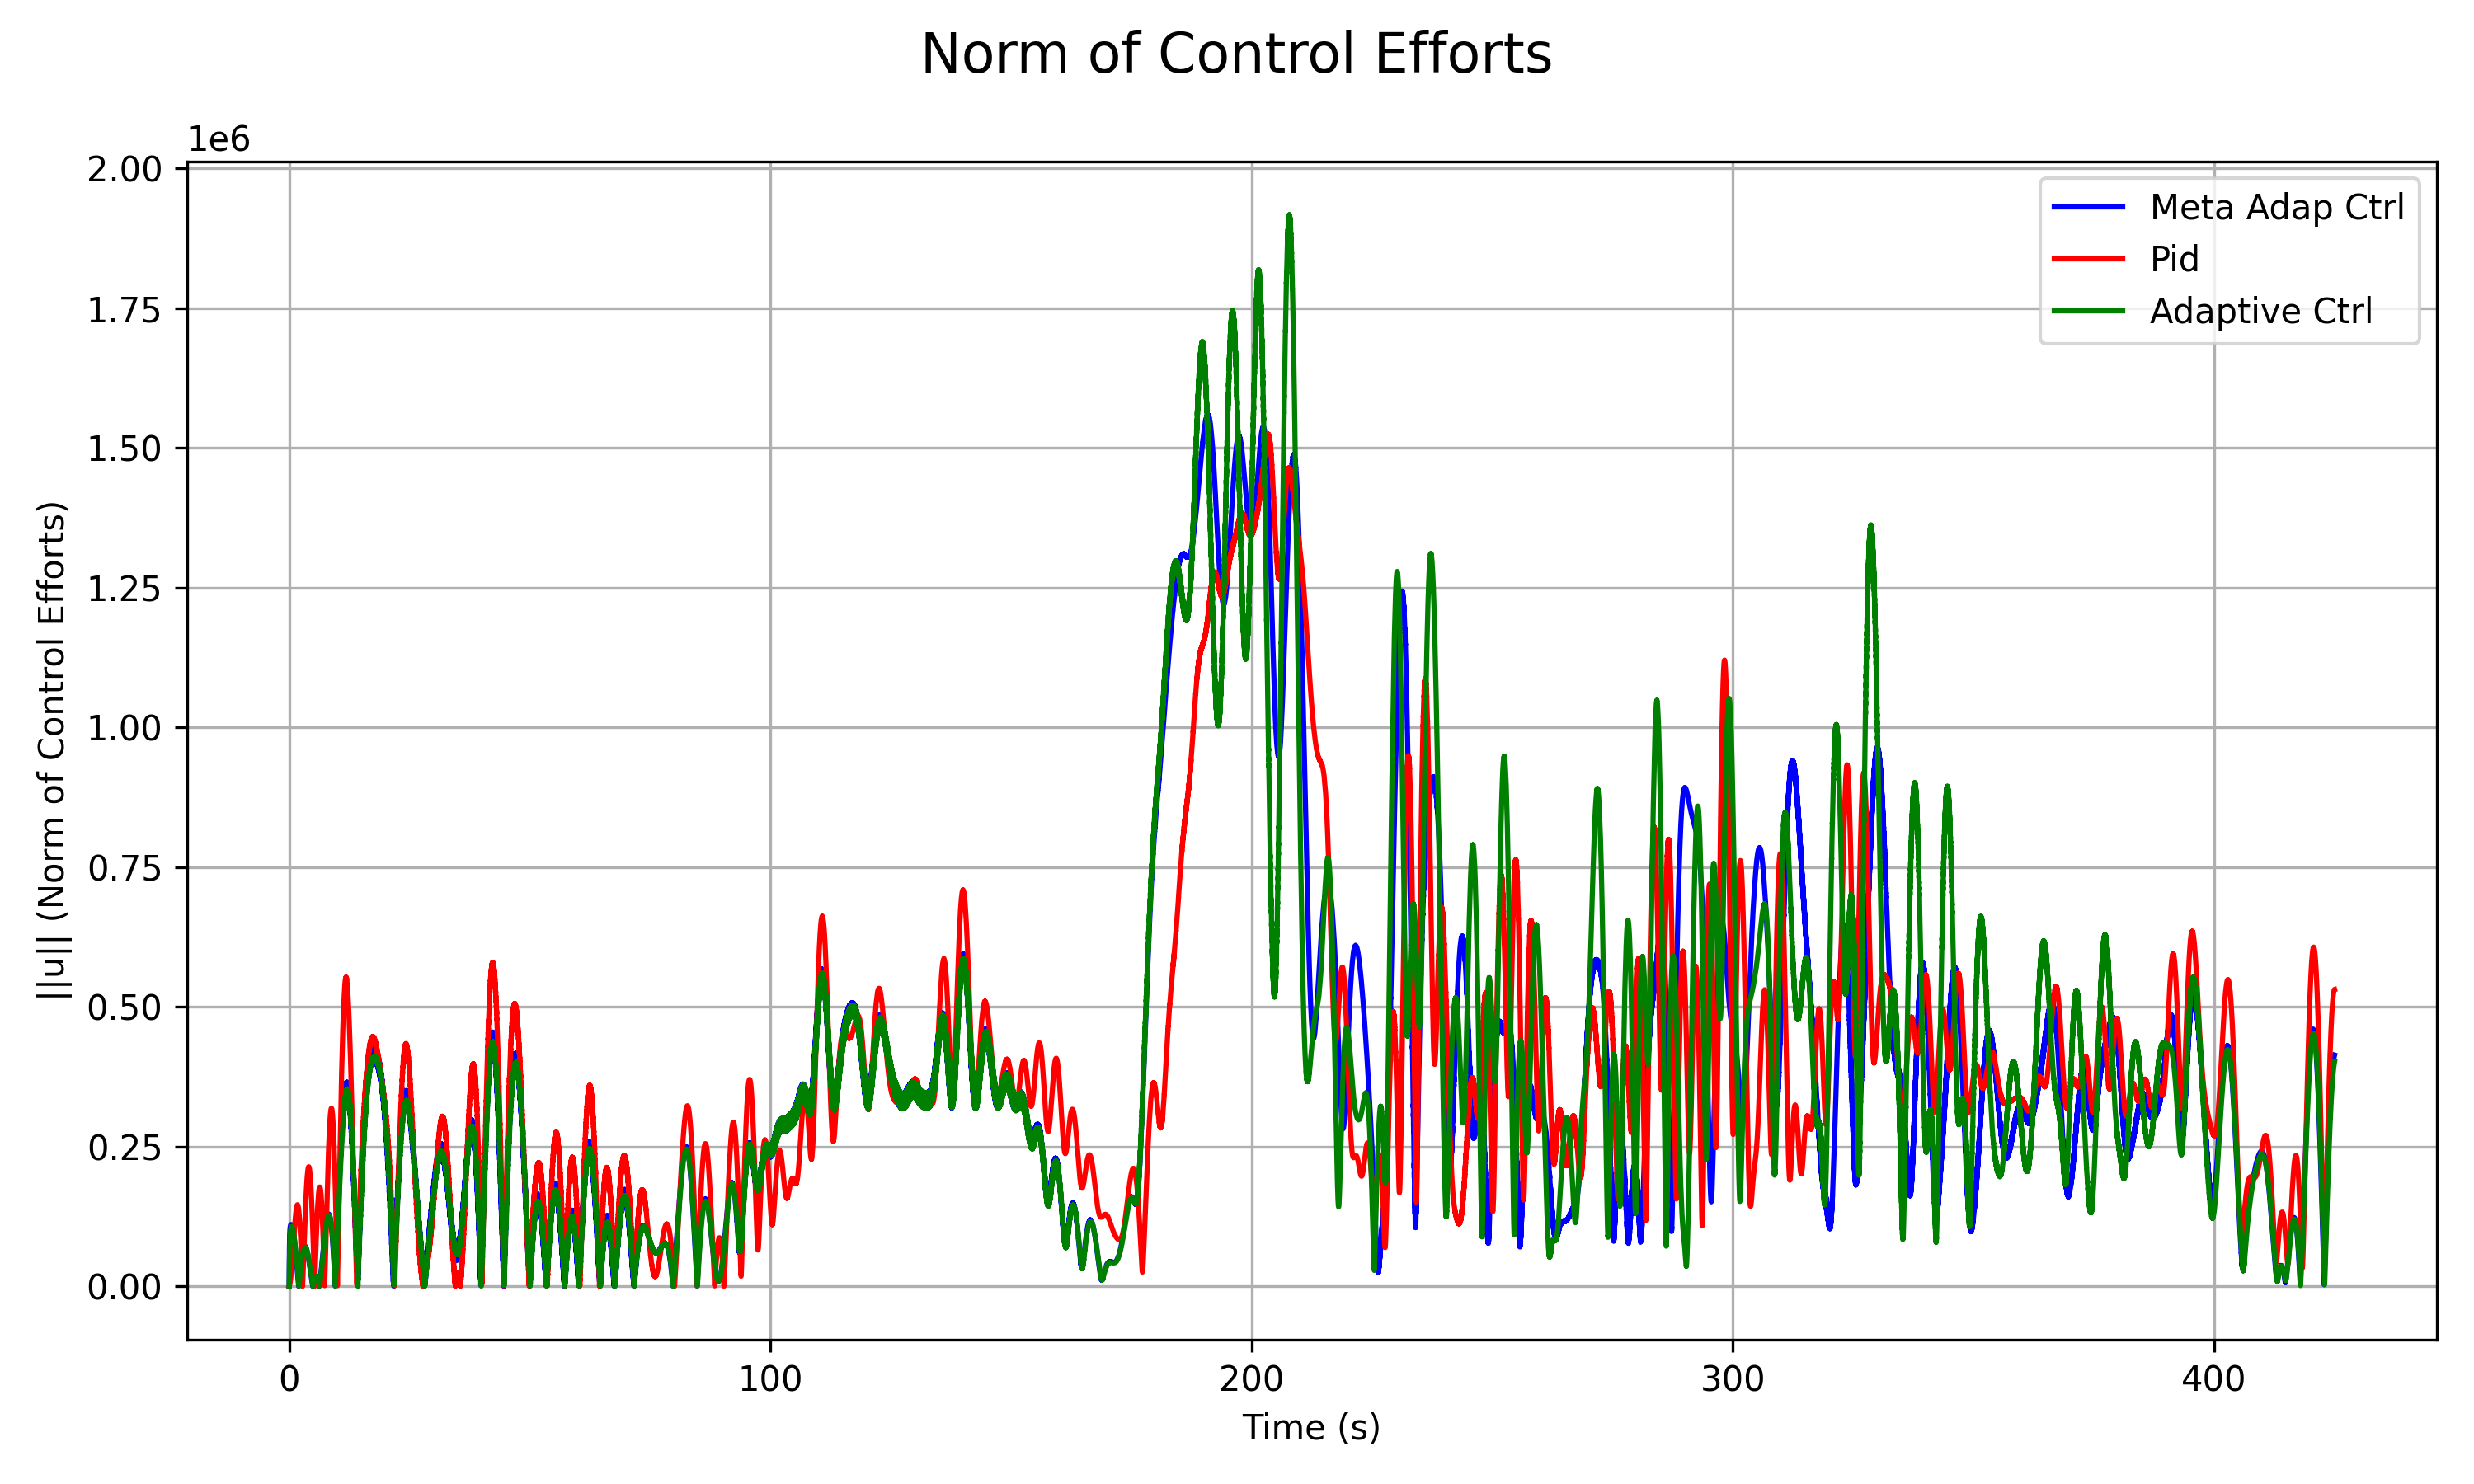 Norm of Control Efforts
1e6
2.00
1.75
1.50
1.25
1.00
0.75
0.50
0.25
0.00
||u|| (Norm of Control Efforts)
Meta Adap Ctrl
Pid
Adaptive Ctrl
0 100 200 300 400
Time (s)